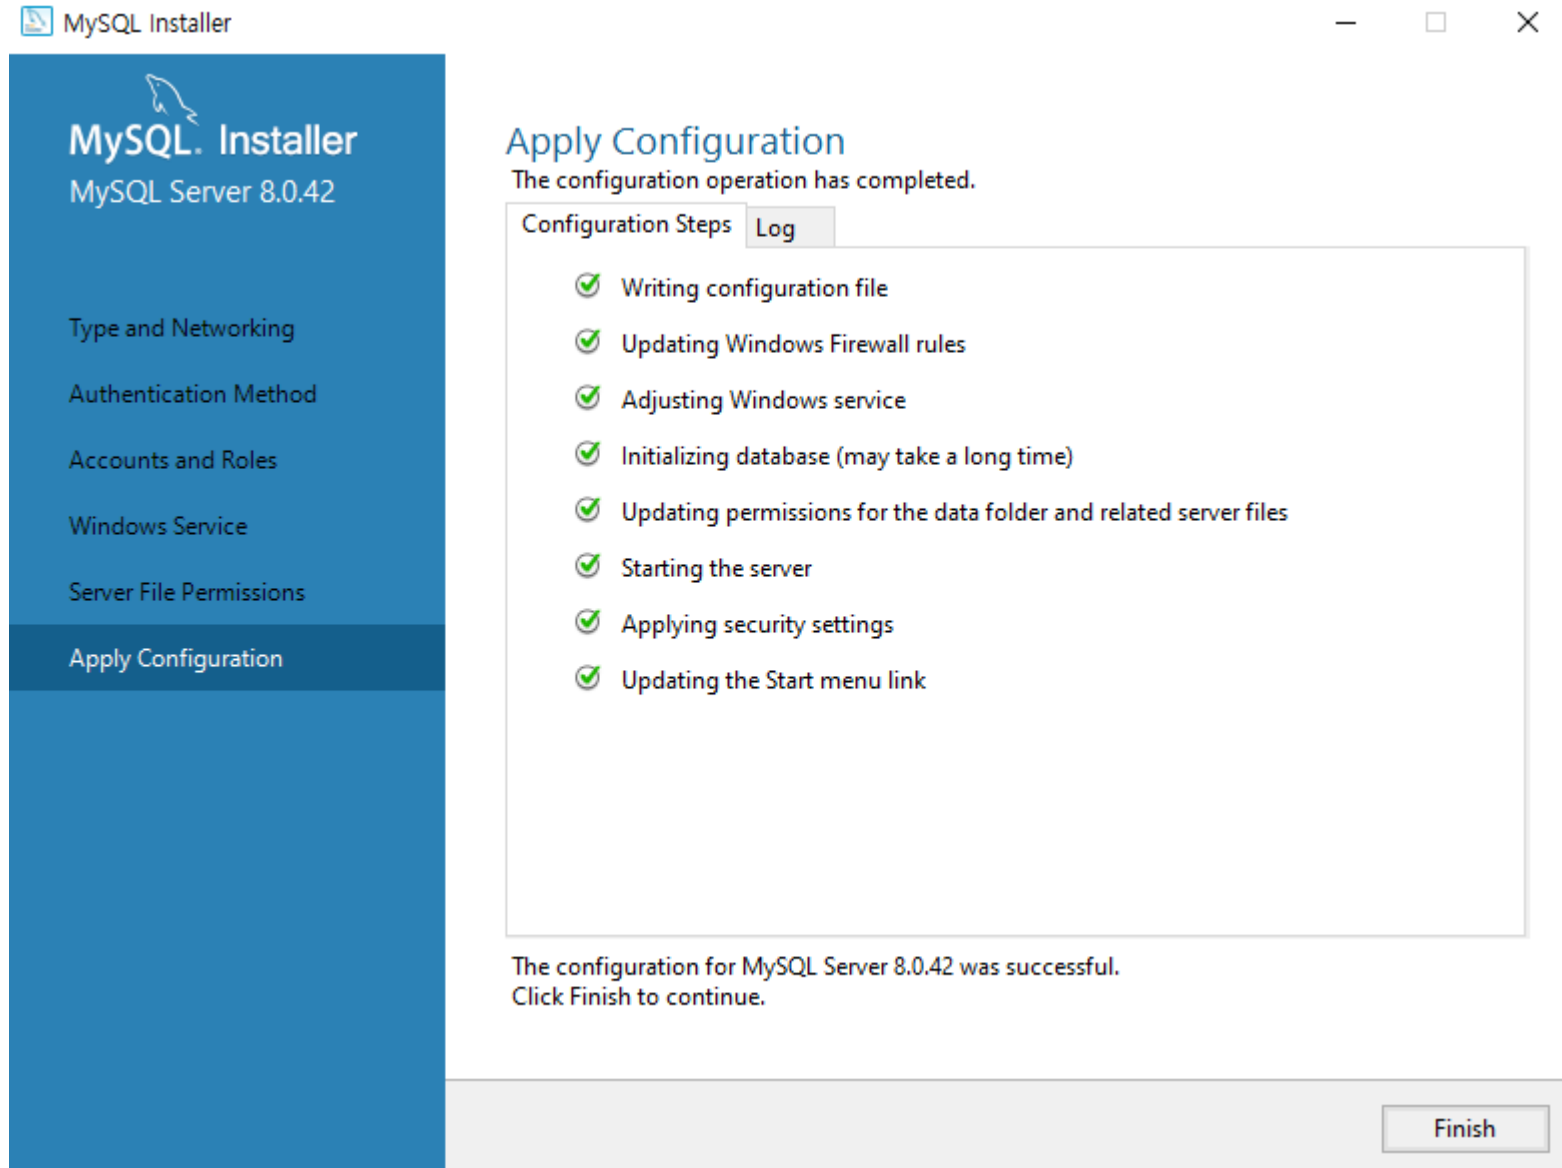 MySQL Installer
MySQL. Installer
MySQL Server 8.0.42
Type and Networking
Authentication Method
Accounts and Roles
Windows Service
Server File Permissions
Apply Configuration
Apply Configuration
The configuration operation has completed.
Configuration Steps
Log
Writing configuration file
Updating Windows Firewall rules
Adjusting Windows service
Initializing database (may take a long time)
Updating permissions for the data folder and related server files
Starting the server
Applying security settings
Updating the Start menu link
The configuration for MySQL Server 8.0.42 was successful.
Click Finish to continue.
Finish